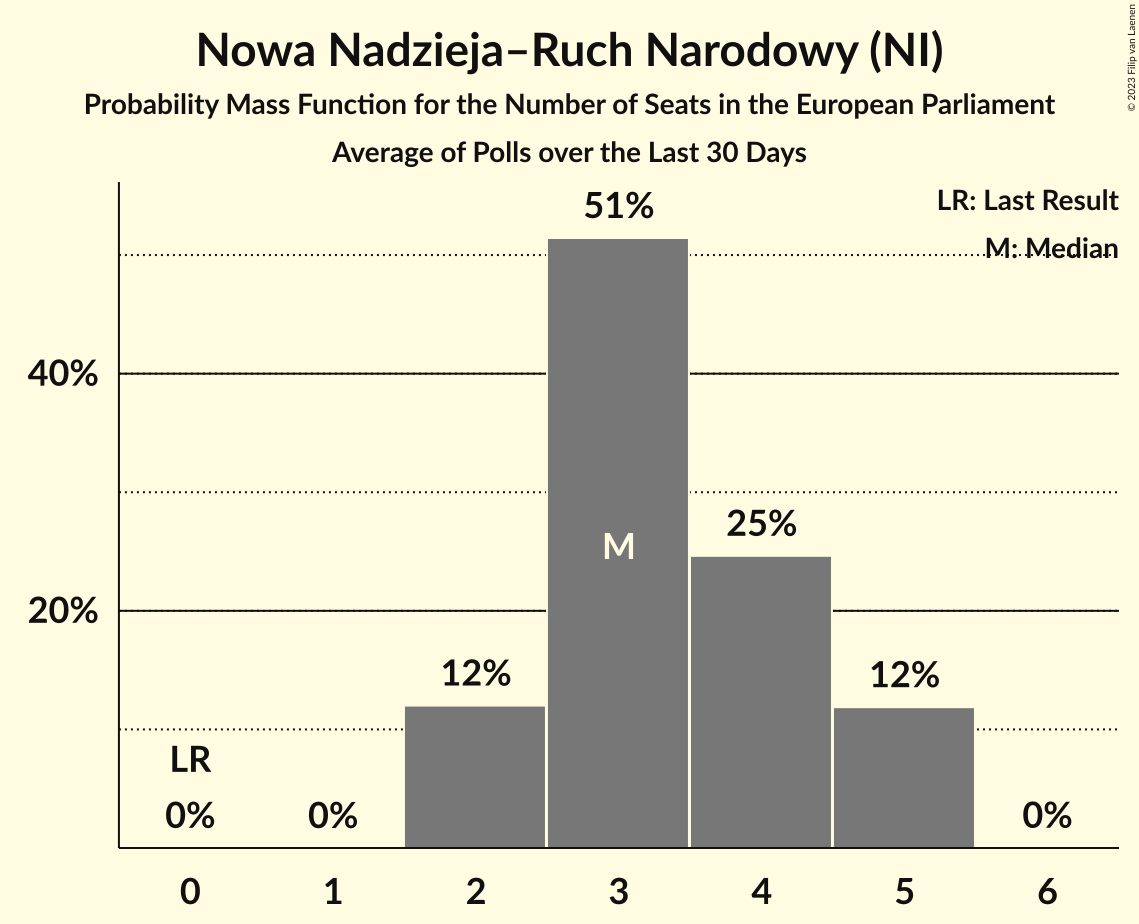 Nowa Nadzieja–Ruch Narodowy (NI)
Probability Mass Function for the Number of Seats in the European Parliament
Average of Polls over the Last 30 Days
© 2023 Filip van Laenen
LR: Last Result
M: Median
51%
40%
25%
M
20%
12%
12%
LR
0%
0%
0%
0 1 2 3 4 5 6